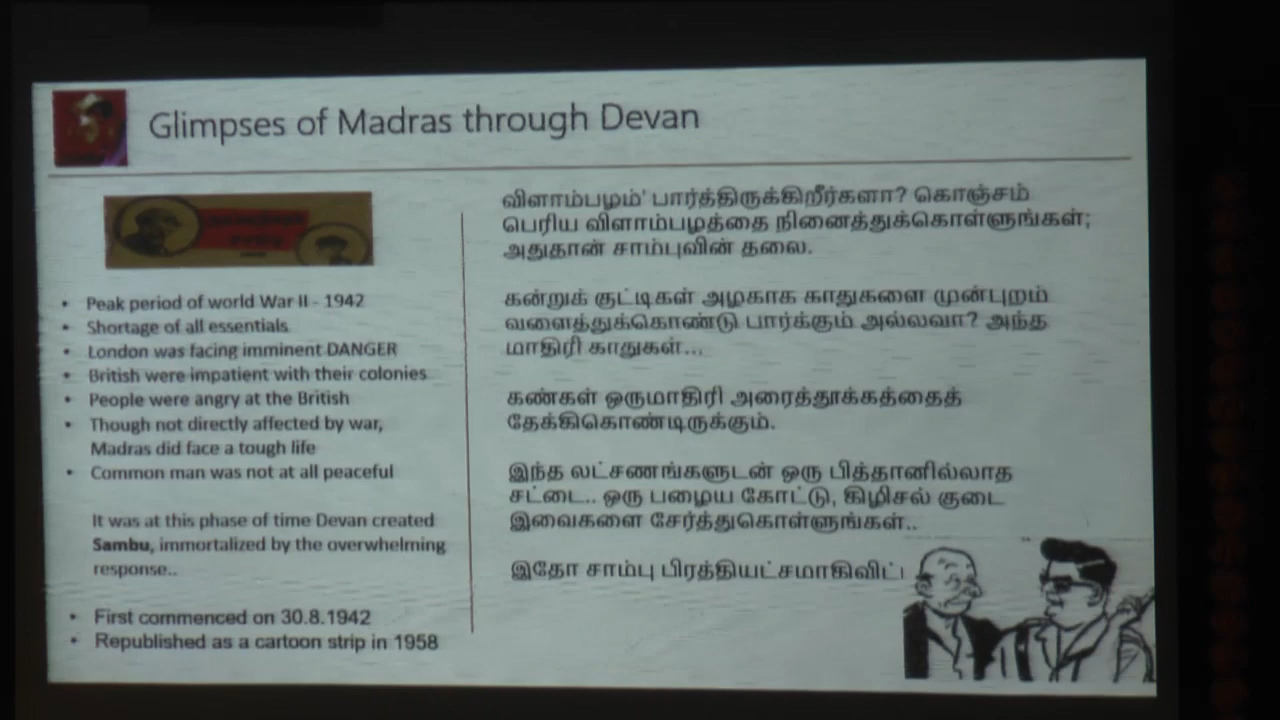 Glimpses of Madras through Devan
• Peak period of world War II - 1942
• Shortage of all essentials
• London was facing imminent DANGER
• British were impatient with their colonies
• People were angry at the British
• Though not directly affected by war,
Madras did face a tough life
• Common man was not at all peaceful
It was at this phase of time Devan created
Sambu, immortalized by the overwhelming
response..
• First commenced on 30.8.1942
• Republished as a cartoon strip in 1958
விளாம்பழம்' பார்த்திருக்கிறீர்களா? கொஞ்சம்
பெரிய விளாம்பழத்தை நினைத்துக்கொள்ளுங்கள்;
அதுதான் சாம்புவின் தலை.
கன்றுக் குட்டிகள் அழகாக காதுகளை முன்புறம்
வளைத்துக்கொண்டு பார்க்கும் அல்லவா? அந்த
மாதிரி காதுகள்...
கண்கள் ஒருமாதிரி அரைத்தூக்கத்தைத்
தேக்கிகொண்டிருக்கும்.
இந்த லட்சணங்களுடன் ஒரு பித்தானில்லாத
சட்டை.. ஒரு பழைய கோட்டு, கிழிசல் குடை
இவைகளை சேர்த்துகொள்ளுங்கள்..
இதோ சாம்பு பிரத்தியட்சமாகிவிட்